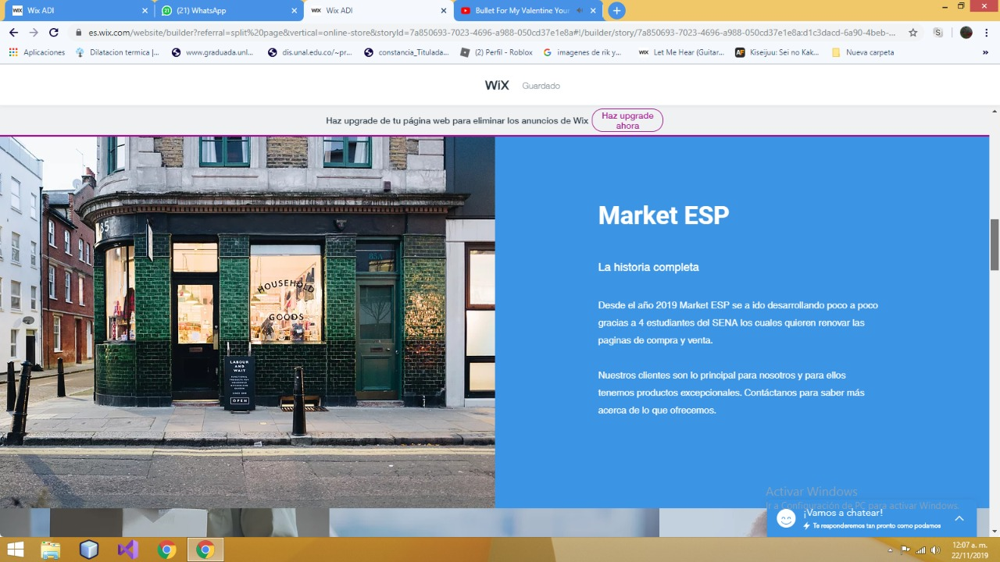 Wix ADI
(21) WhatsApp
Wix ADI
Bullet For My Valentine Your
es.wix.com/website/builder?referral=split%20page&vertical=online-store&storyId=7a850693-7023-4696-a988-050cd37e1e8a#!/builder/story/7a850693-7023-4696-a988-050cd37e1e8a:d1c3dacd-6a90-4beb-...
Aplicaciones
Dilatacion termica |...
www.graduada.unl...
dis.unal.edu.co/~pr...
constancia_Titulada...
(2) Perfil - Roblox
imagenes de rik y...
WiX Let Me Hear (Guitar...
AF Kiseijuu: Sei no Kak...
Nueva carpeta
»
WiX Guardado
Haz upgrade de tu página web para eliminar los anuncios de Wix
Haz upgrade
ahora
85
85A
HOUSEHOLD
GOODS
LABOUR
AND
WAIT
OPEN
Market ESP
La historia completa
Desde el año 2019 Market ESP se a ido desarrollando poco a poco
gracias a 4 estudiantes del SENA los cuales quieren renovar las
paginas de compra y venta.
Nuestros clientes son lo principal para nosotros y para ellos
tenemos productos excepcionales. Contáctanos para saber más
acerca de lo que ofrecemos.
Activar Windows
Ir a Configuración de PC para activar Windows.
¡Vamos a chatear!
Te responderemos tan pronto como podamos
12:07 a. m.
22/11/2019